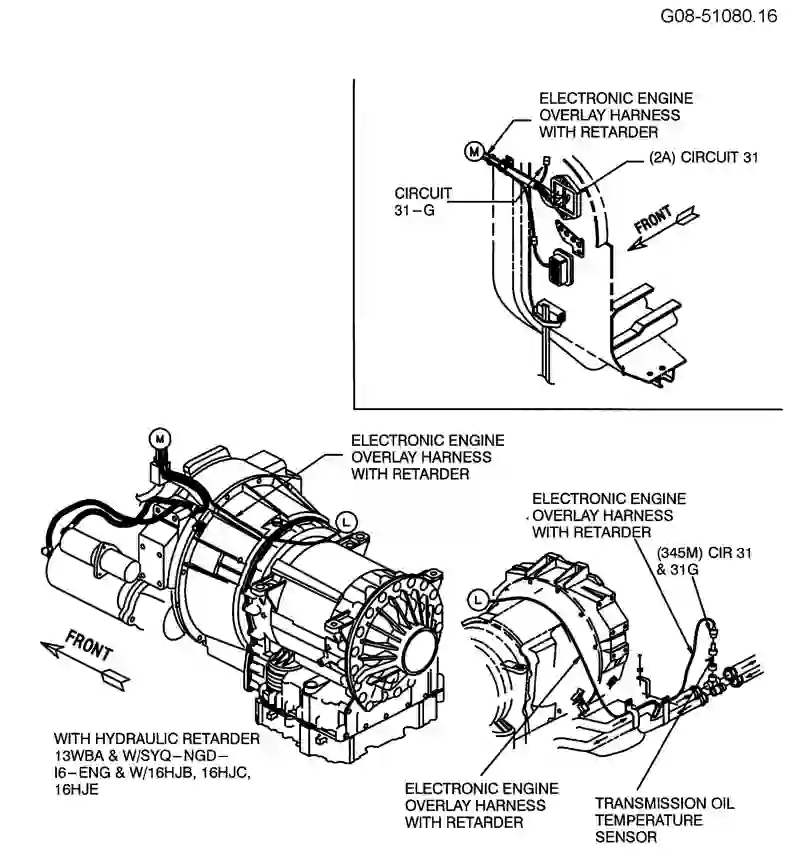 G08-51080.16
ELECTRONIC ENGINE
OVERLAY HARNESS
WITH RETARDER
M
(2A) CIRCUIT 31
CIRCUIT
31-G
FRONT
M
ELECTRONIC ENGINE
OVERLAY HARNESS
WITH RETARDER
L
ELECTRONIC ENGINE
OVERLAY HARNESS
WITH RETARDER
(345M) CIR 31
& 31G
L
FRONT
WITH HYDRAULIC RETARDER
13WBA & W/SYQ-NGD-
I6-ENG & W/16HJB, 16HJC,
16HJE
ELECTRONIC ENGINE
OVERLAY HARNESS
WITH RETARDER
TRANSMISSION OIL
TEMPERATURE
SENSOR